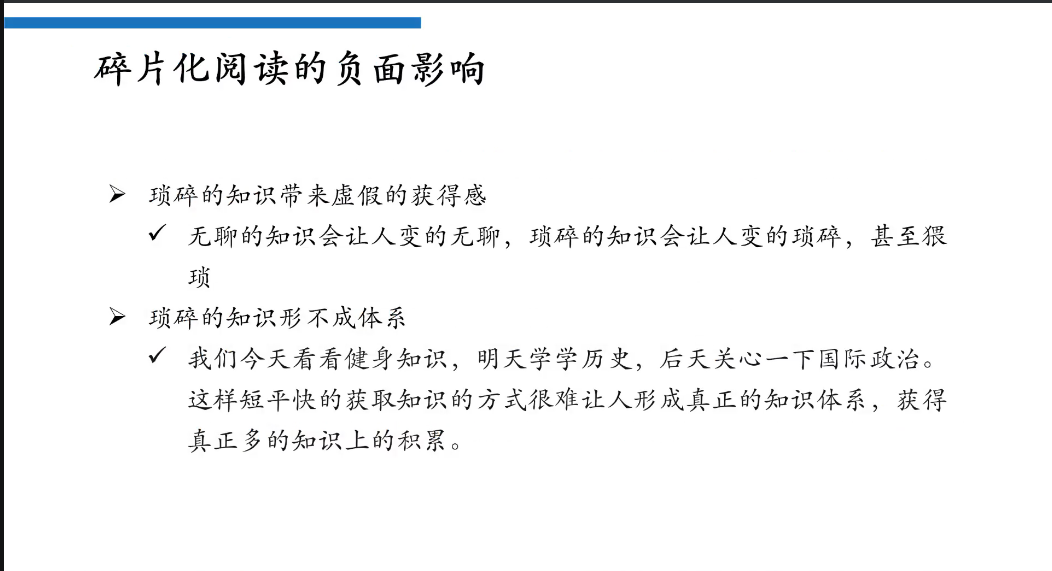 碎片化阅读的负面影响
➢ 琐碎的知识带来虚假的获得感
✓ 无聊的知识会让人变的无聊，琐碎的知识会让人变的琐碎，甚至猥
琐
➢ 琐碎的知识形不成体系
✓ 我们今天看看健身知识，明天学学历史，后天关心一下国际政治。
这样短平快的获取知识的方式很难让人形成真正的知识体系，获得
真正多的知识上的积累。